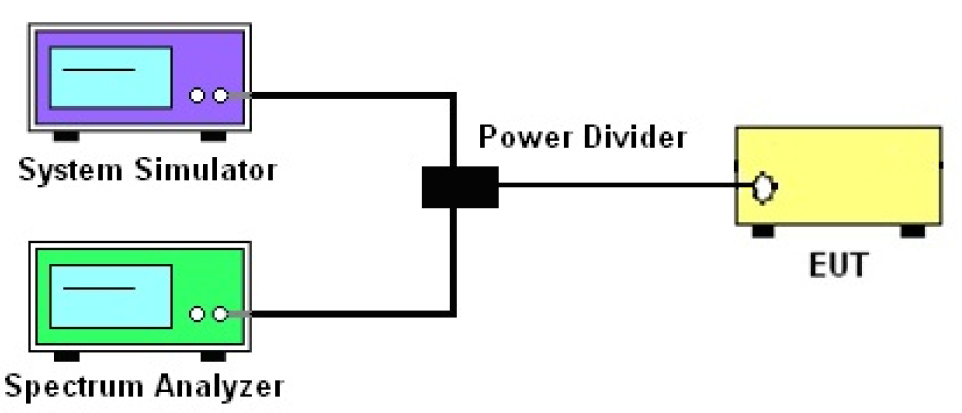 System Simulator
Power Divider
EUT
Spectrum Analyzer